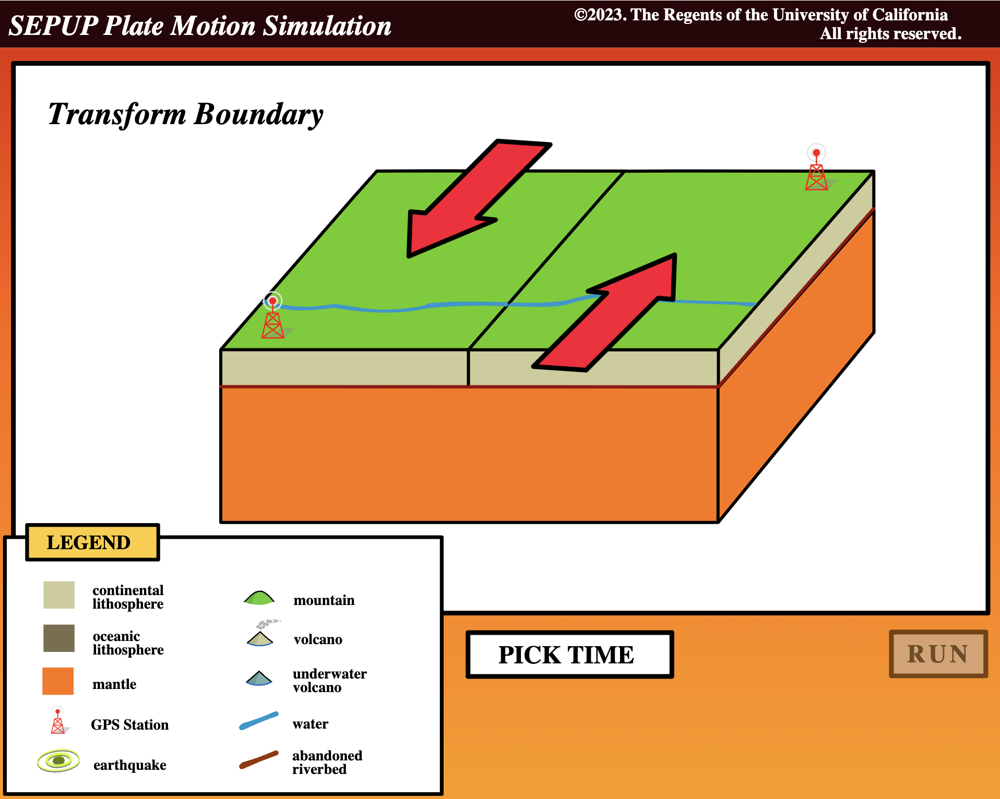 SEPUP Plate Motion Simulation
©2023. The Regents of the University of California
All rights reserved.
Transform Boundary
LEGEND
continental
lithosphere
oceanic
lithosphere
mantle
GPS Station
earthquake
mountain
volcano
underwater
volcano
water
abandoned
riverbed
PICK TIME
RUN